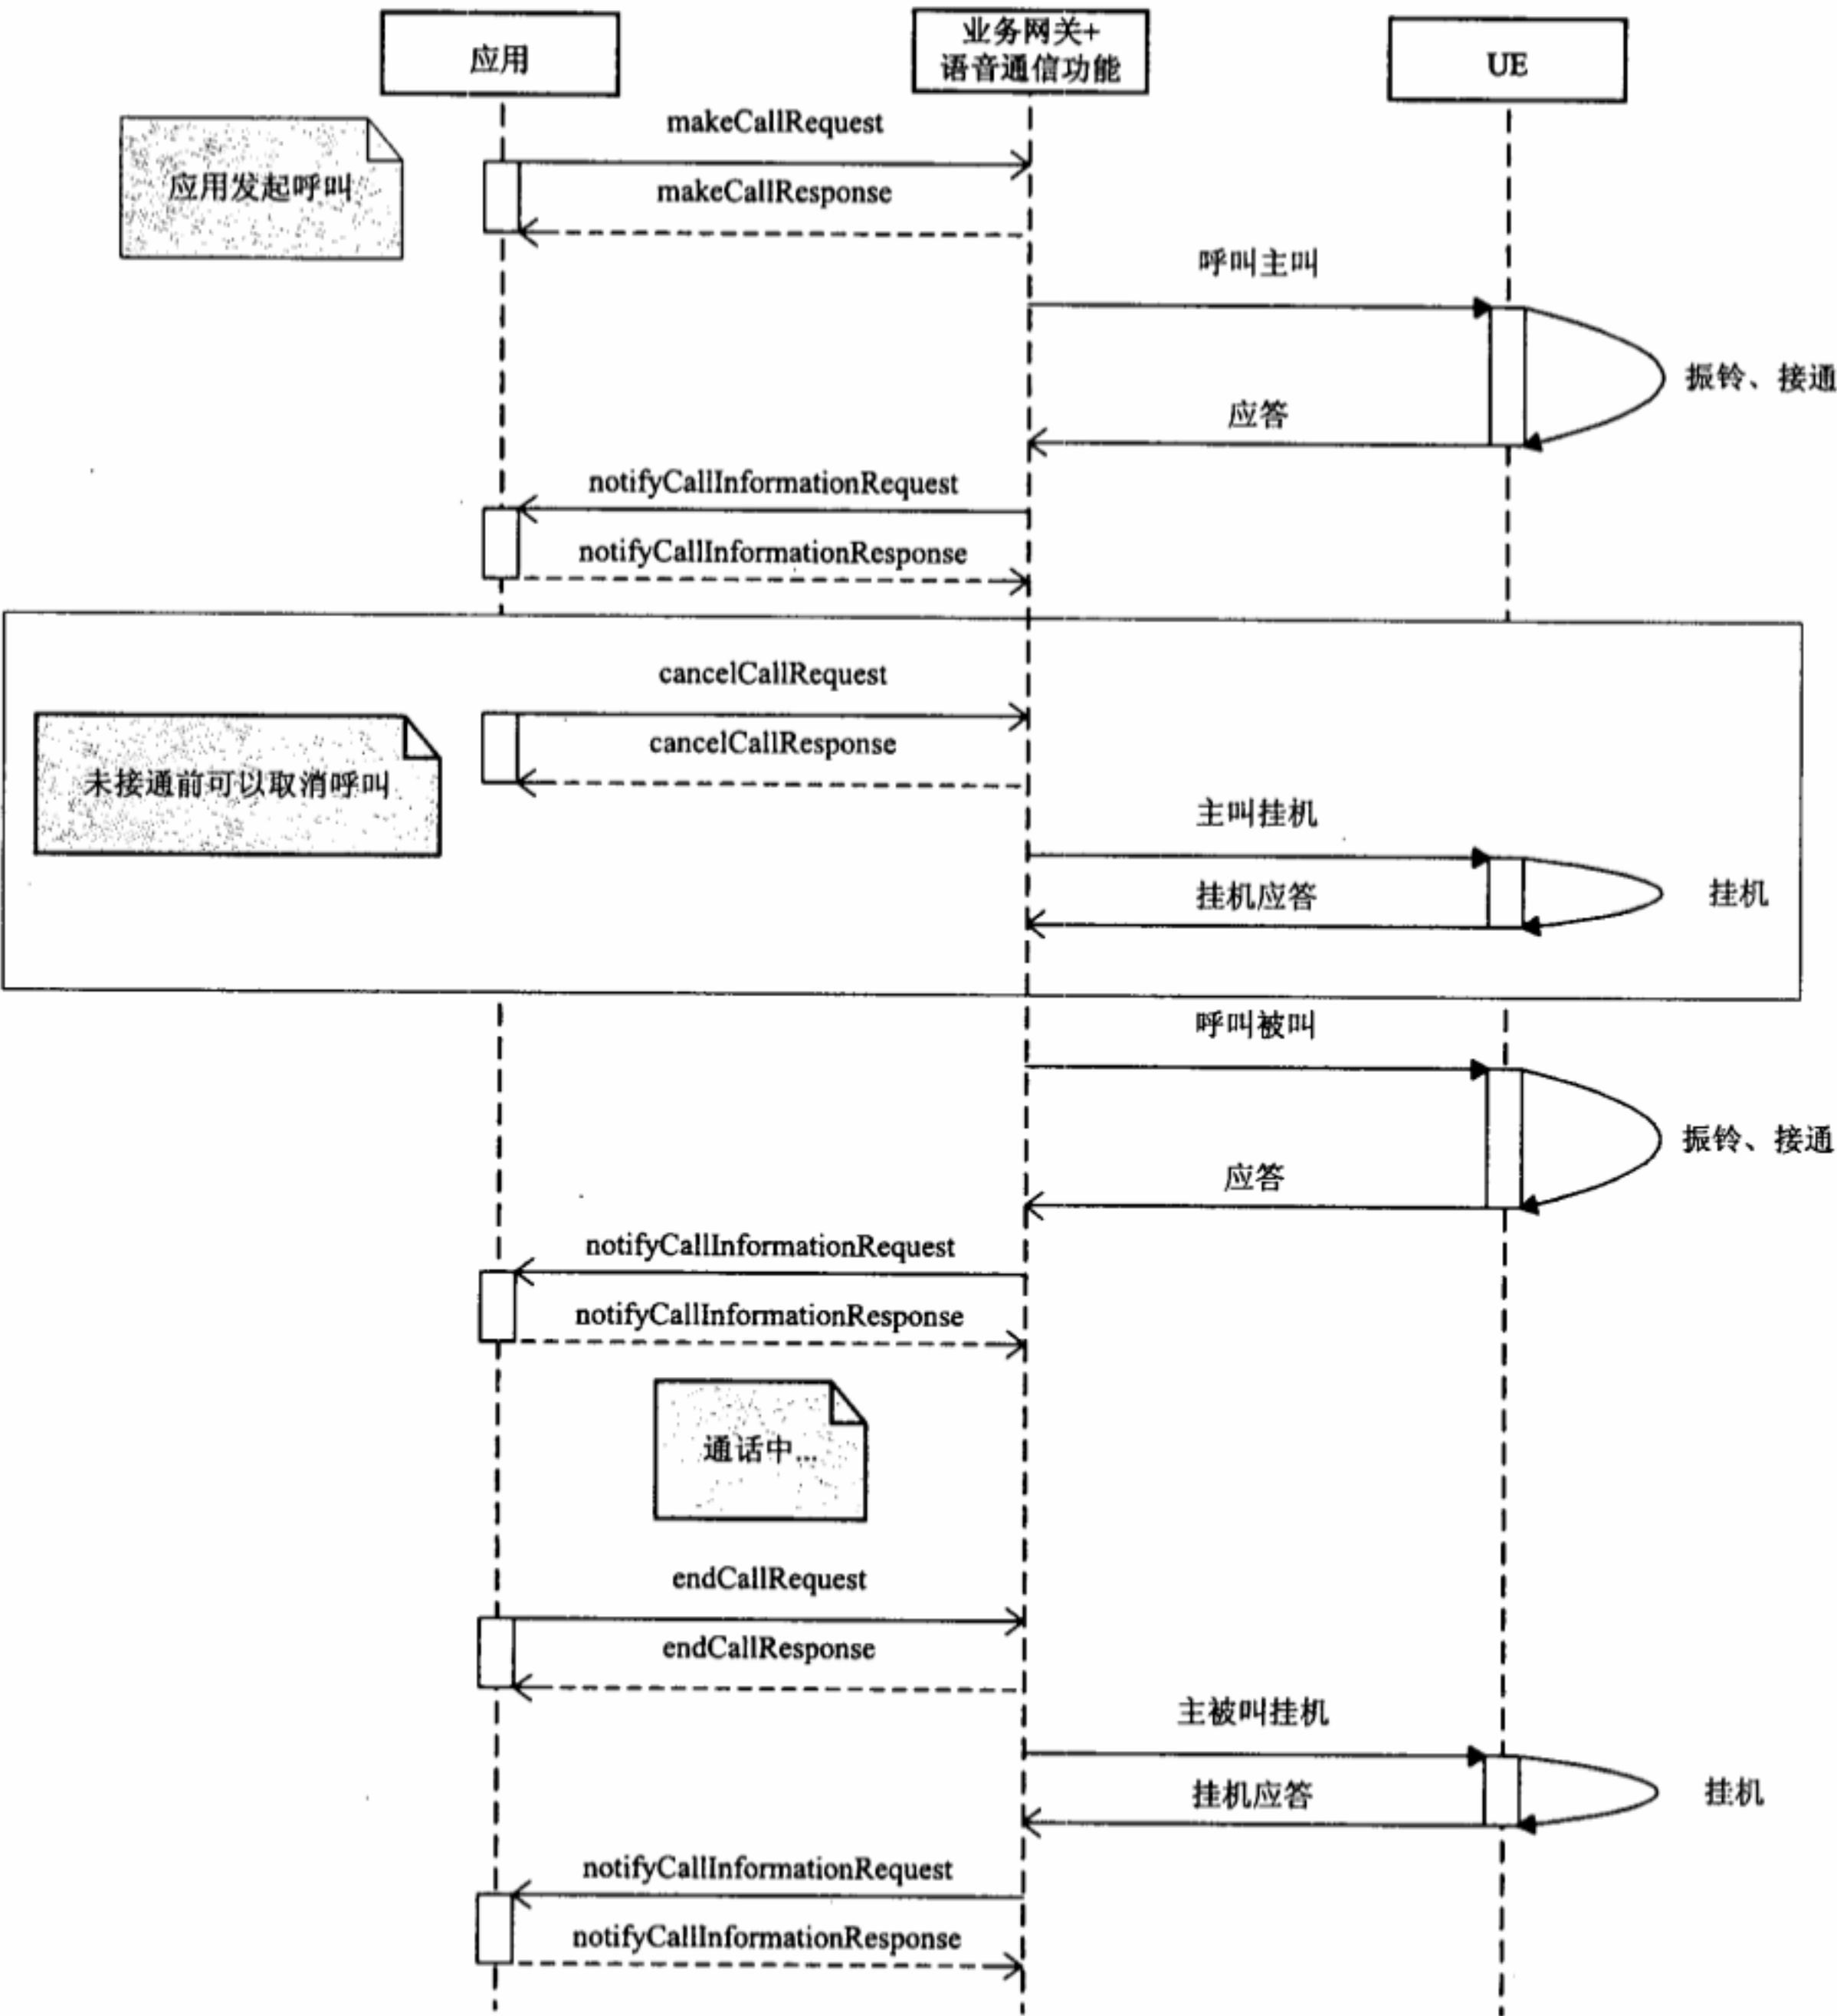 应用
业务网关+
语音通信功能
UE
makeCallRequest
应用发起呼叫
makeCallResponse
呼叫主叫
振铃、接通
应答
notifyCallInformationRequest
notifyCallInformationResponse
cancelCallRequest
cancelCallResponse
未接通前可以取消呼叫
主叫挂机
挂机应答
挂机
呼叫被叫
振铃、接通
应答
notifyCallInformationRequest
notifyCallInformationResponse
通话中...
endCallRequest
endCallResponse
主被叫挂机
挂机应答
挂机
notifyCallInformationRequest
notifyCallInformationResponse